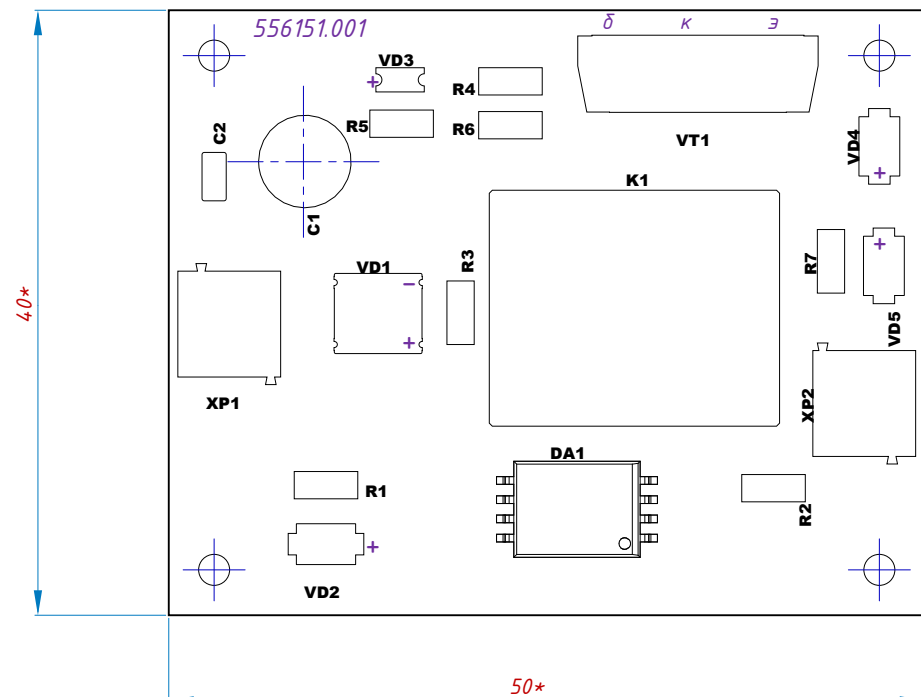 556151.001
б к э
+ VD3
R4
R5
R6
VT1
C2
VD4
+
K1
C1
+
R7
R3
VD1
−
+
VD5
40*
XP1
XP2
DA1
R1
R2
+
VD2
50*